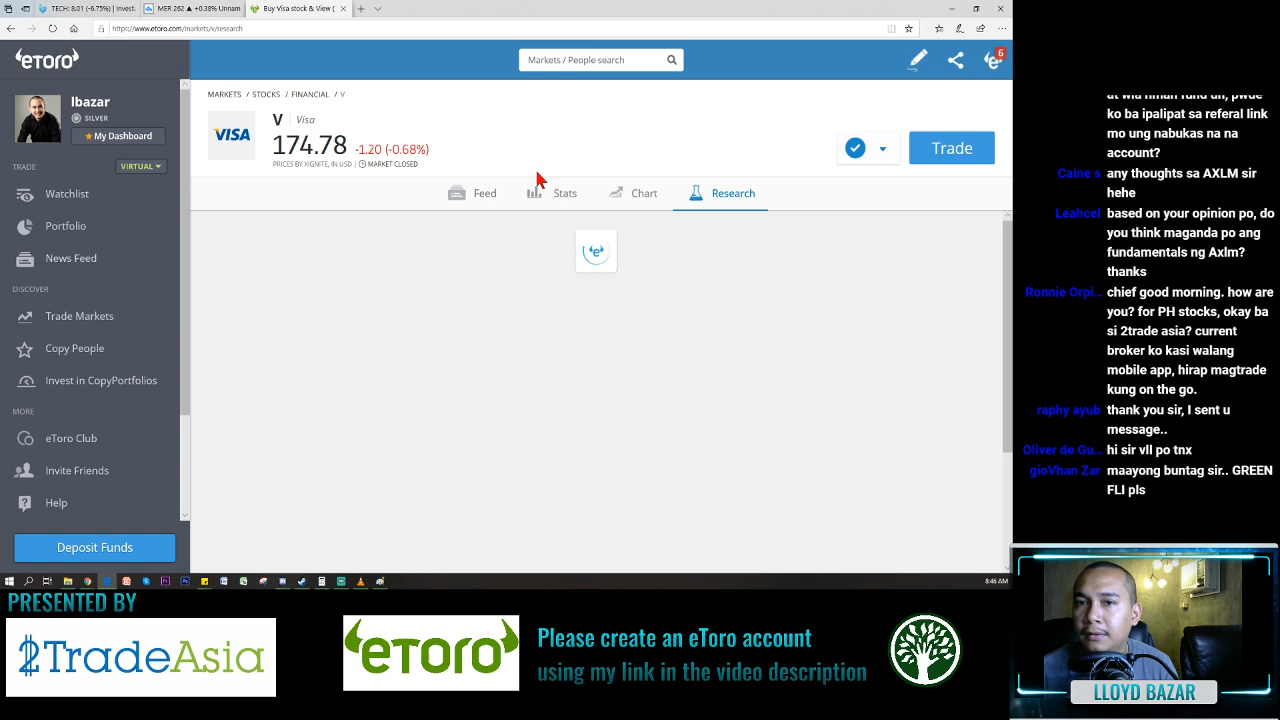 TECH: 8.01 (-6.75%) | Invest
MER 262 ▲ +0.38% Unnam
Buy Visa stock & View (
https://www.etoro.com/markets/v/research
eToro
Markets / People search
6
lbazar
SILVER
My Dashboard
TRADE
VIRTUAL
Watchlist
Portfolio
News Feed
DISCOVER
Trade Markets
Copy People
Invest in CopyPortfolios
MORE
eToro Club
Invite Friends
Help
Deposit Funds
MARKETS / STOCKS / FINANCIAL / V
VISA
V Visa
174.78 -1.20 (-0.68%)
PRICES BY XIGNITE, IN USD | MARKET CLOSED
Trade
Feed Stats Chart Research
8:46 AM
at wla nman fund un, pwde
ko ba ipalipat sa referal link
mo ung nabukas na na
account?
Caine s any thoughts sa AXLM sir
hehe
Leahcel based on your opinion po, do
you think maganda po ang
fundamentals ng Axlm?
thanks
Ronnie Orpi... chief good morning. how are
you? for PH stocks, okay ba
si 2trade asia? current
broker ko kasi walang
mobile app, hirap magtrade
kung on the go.
raphy ayub thank you sir, I sent u
message..
Oliver de Gu... hi sir vll po tnx
gioVhan Zar maayong buntag sir.. GREEN
FLI pls
PRESENTED BY
2TradeAsia
eToro
Please create an eToro account
using my link in the video description
LLOYD BAZAR